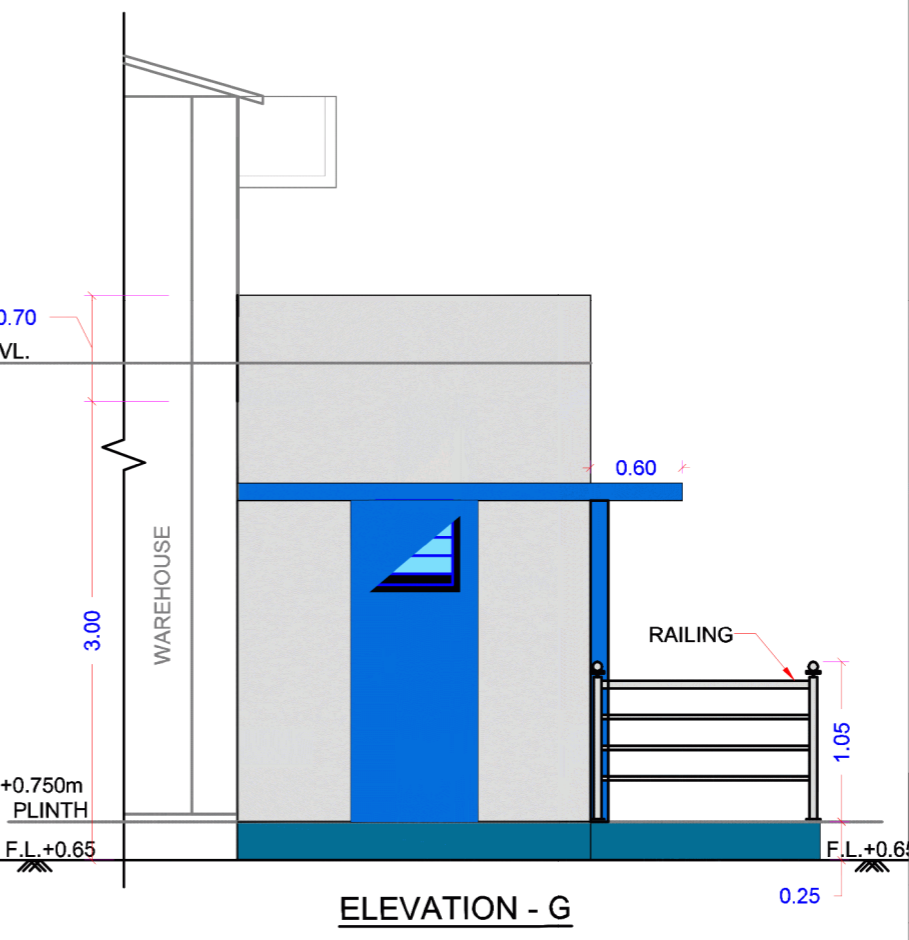 0.70
VL.
0.60
WAREHOUSE
3.00
RAILING
1.05
+0.750m
PLINTH
F.L.+0.65
F.L.+0.65
0.25
ELEVATION - G